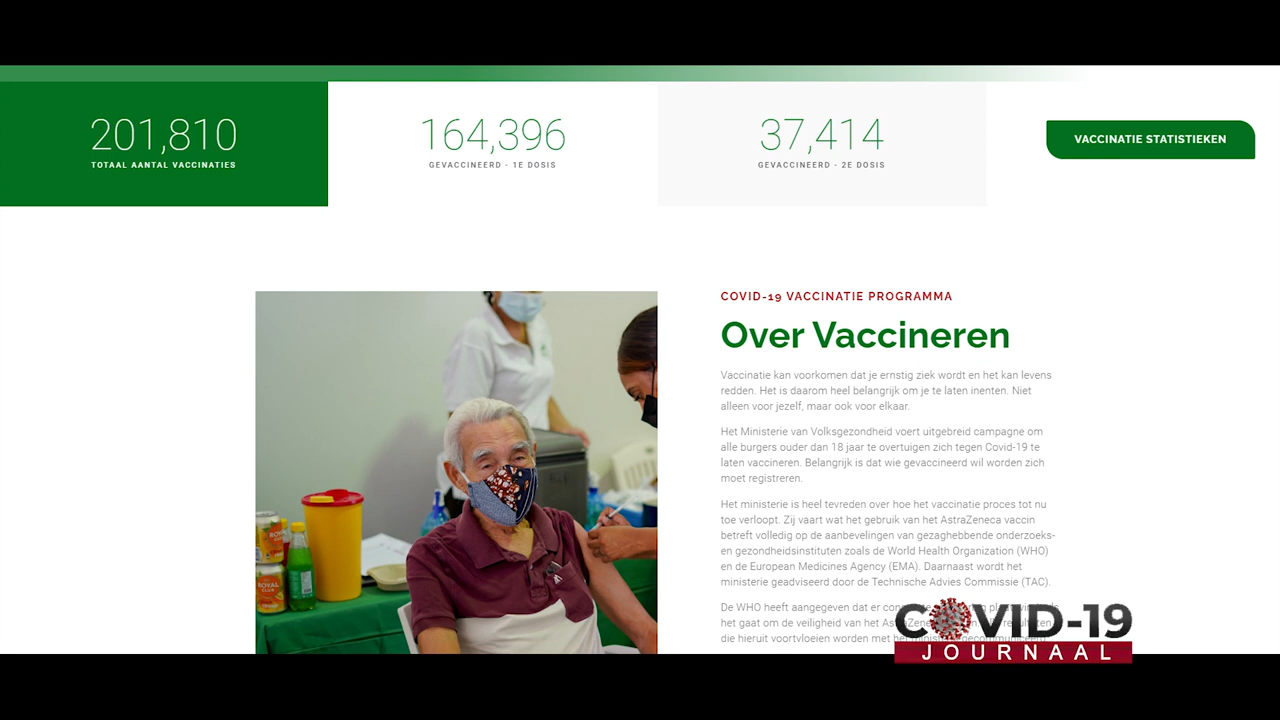 201,810
TOTAAL AANTAL VACCINATIES
164,396
GEVACCINEERD - 1E DOSIS
37,414
GEVACCINEERD - 2E DOSIS
VACCINATIE STATISTIEKEN
COVID-19 VACCINATIE PROGRAMMA
Over Vaccineren
Vaccinatie kan voorkomen dat je ernstig ziek wordt en het kan levens
redden. Het is daarom heel belangrijk om je te laten inenten. Niet
alleen voor jezelf, maar ook voor elkaar.
Het Ministerie van Volksgezondheid voert uitgebreid campagne om
alle burgers ouder dan 18 jaar te overtuigen zich tegen Covid-19 te
laten vaccineren. Belangrijk is dat wie gevaccineerd wil worden zich
moet registreren.
Het ministerie is heel tevreden over hoe het vaccinatie proces tot nu
toe verloopt. Zij vaart wat het gebruik van het AstraZeneca vaccin
betreft volledig op de aanbevelingen van gezaghebbende onderzoeks-
en gezondheidsinstituten zoals de World Health Organization (WHO)
en de European Medicines Agency (EMA). Daarnaast wordt het
ministerie geadviseerd door de Technische Advies Commissie (TAC).
De WHO heeft aangegeven dat er
het gaat om de veiligheid van het
die hieruit voortvloeien worden met het
COVID-19
JOURNAAL
ROYAL CLUB